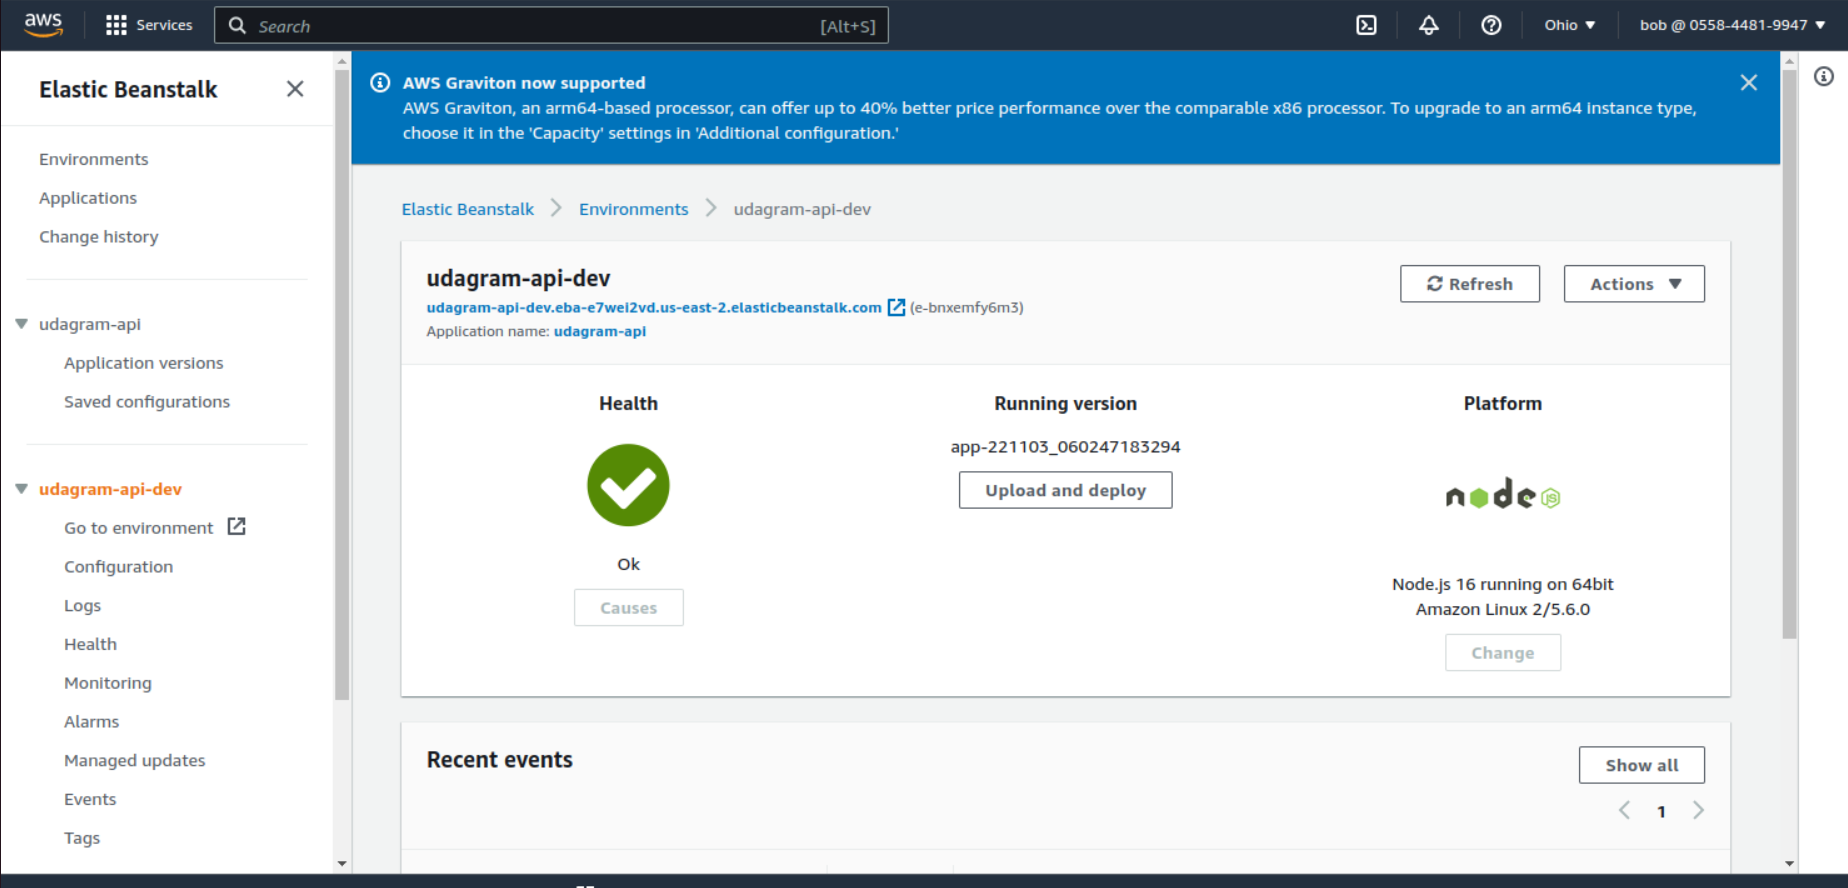 aws
Services
Search
[Alt+S]
Ohio ▼
bob @ 0558-4481-9947 ▼
Elastic Beanstalk
Environments
Applications
Change history
udagram-api
Application versions
Saved configurations
udagram-api-dev
Go to environment
Configuration
Logs
Health
Monitoring
Alarms
Managed updates
Events
Tags
AWS Graviton now supported
AWS Graviton, an arm64-based processor, can offer up to 40% better price performance over the comparable x86 processor. To upgrade to an arm64 instance type,
choose it in the 'Capacity' settings in 'Additional configuration.'
Elastic Beanstalk > Environments > udagram-api-dev
udagram-api-dev
udagram-api-dev.eba-e7wei2vd.us-east-2.elasticbeanstalk.com (e-bnxemfy6m3)
Application name: udagram-api
Refresh
Actions ▼
Health
Ok
Causes
Running version
app-221103_060247183294
Upload and deploy
Platform
node JS
Node.js 16 running on 64bit
Amazon Linux 2/5.6.0
Change
Recent events
Show all
< 1 >